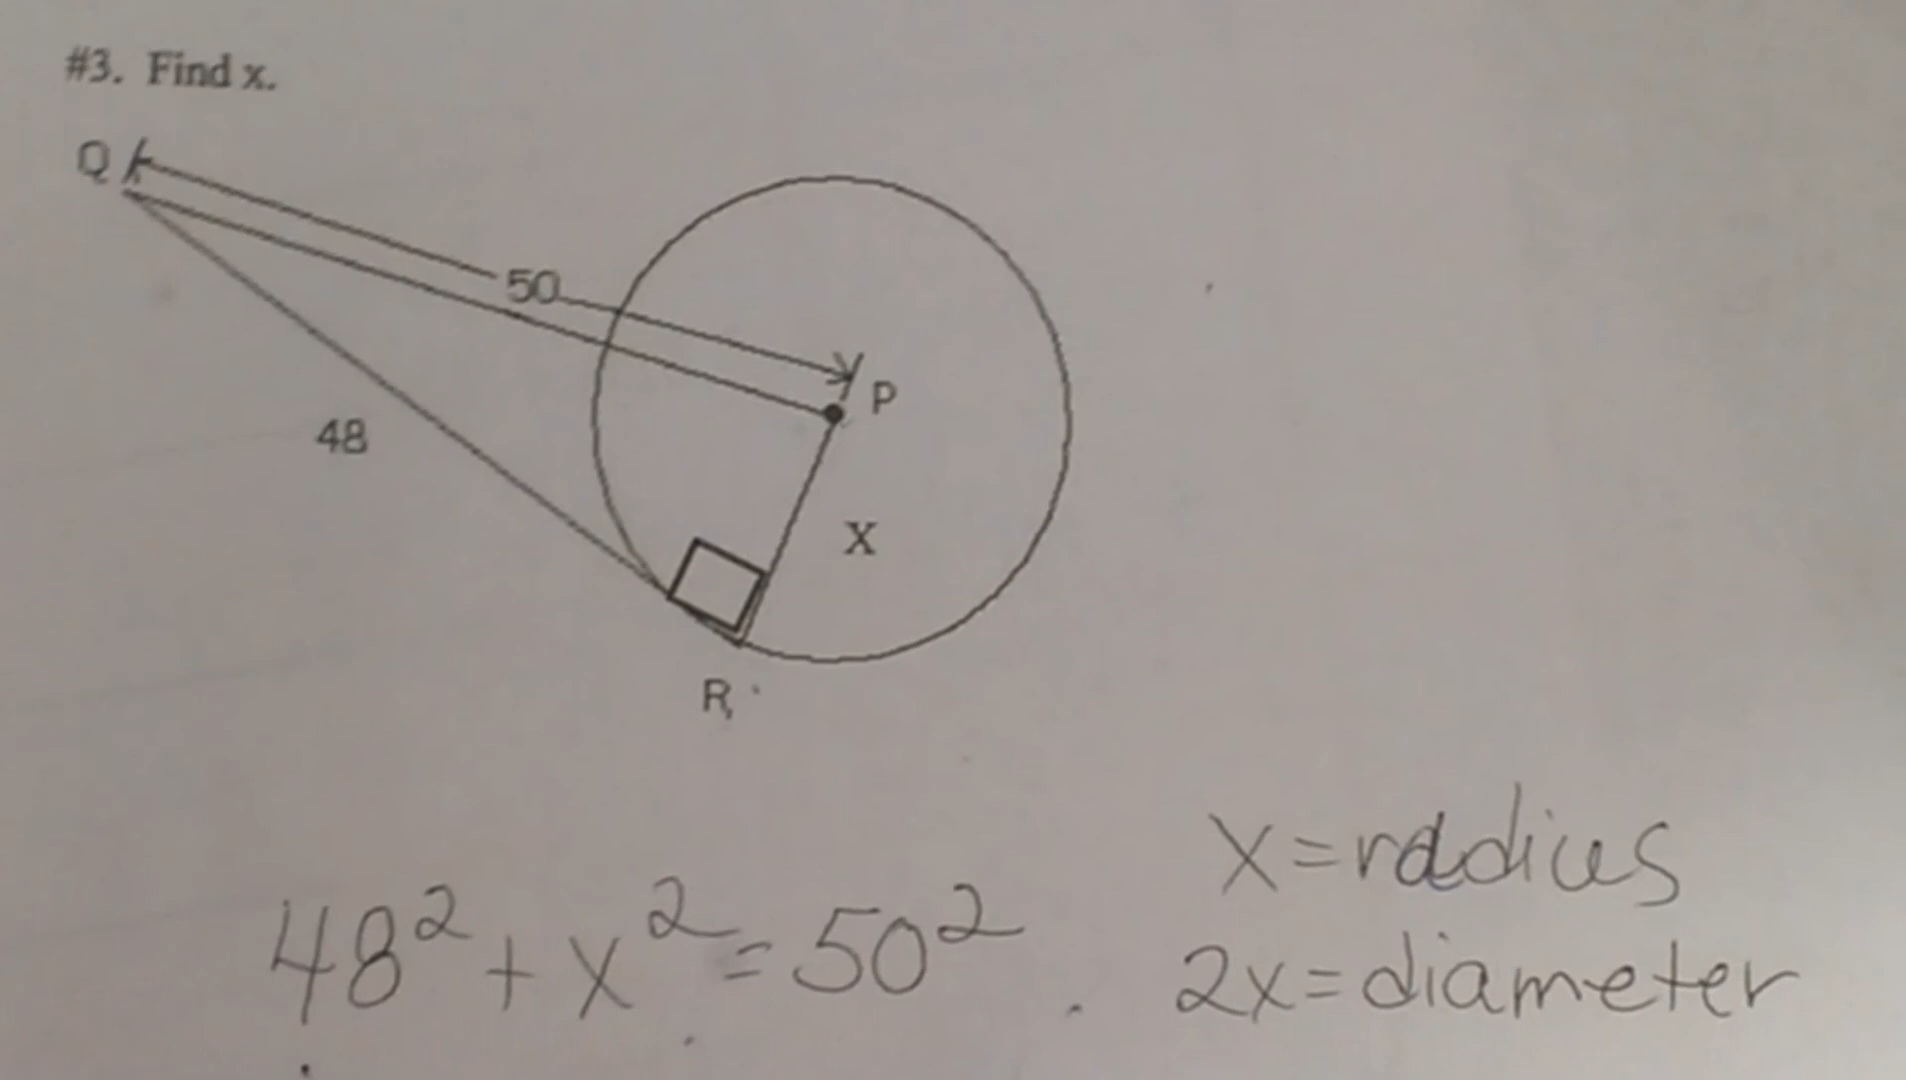 #3. Find x.
Q
50
P
48
X
R
X=radius
48²+x²=50²
2x=diameter